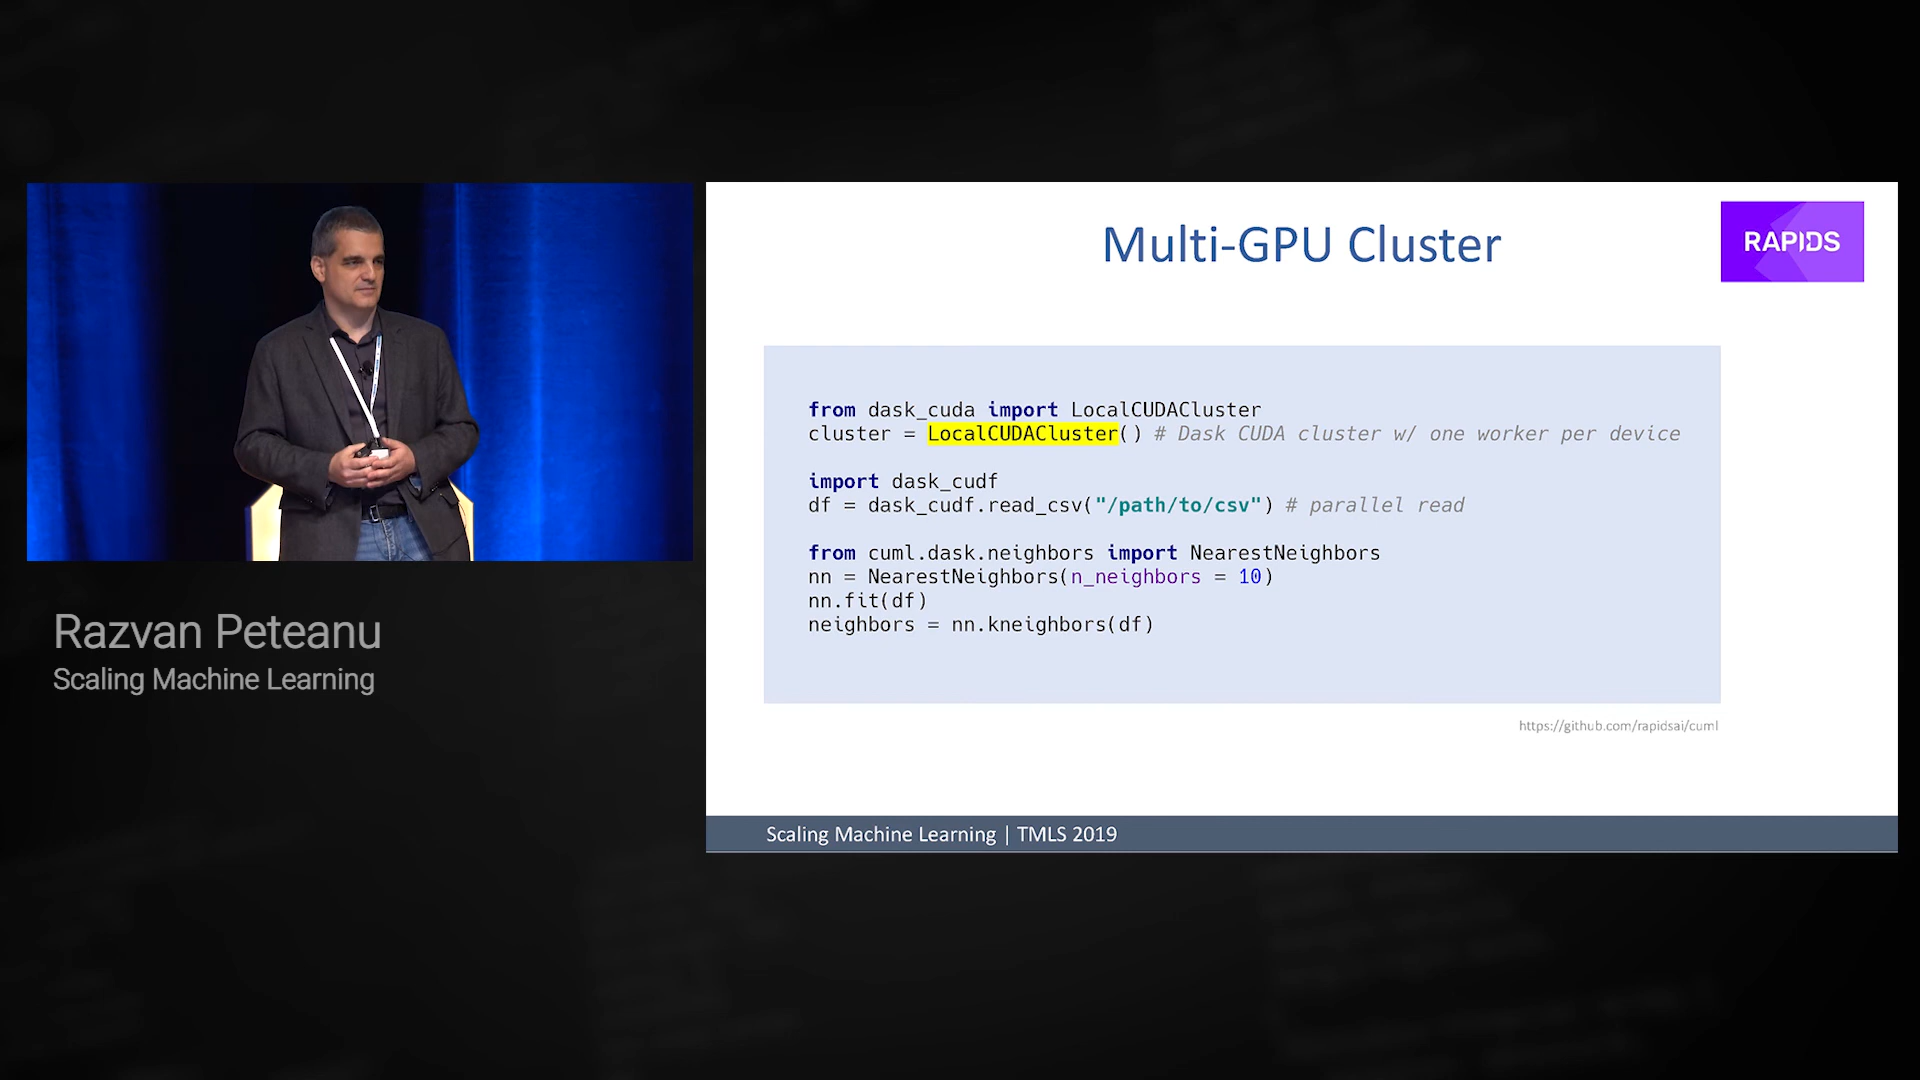 Multi-GPU Cluster
RAPIDS
from dask_cuda import LocalCUDACluster
cluster = LocalCUDACluster() # Dask CUDA cluster w/ one worker per device
import dask_cudf
df = dask_cudf.read_csv("/path/to/csv") # parallel read
from cuml.dask.neighbors import NearestNeighbors
nn = NearestNeighbors(n_neighbors = 10)
nn.fit(df)
neighbors = nn.kneighbors(df)
https://github.com/rapidsai/cuml
Scaling Machine Learning | TMLS 2019
Razvan Peteanu
Scaling Machine Learning